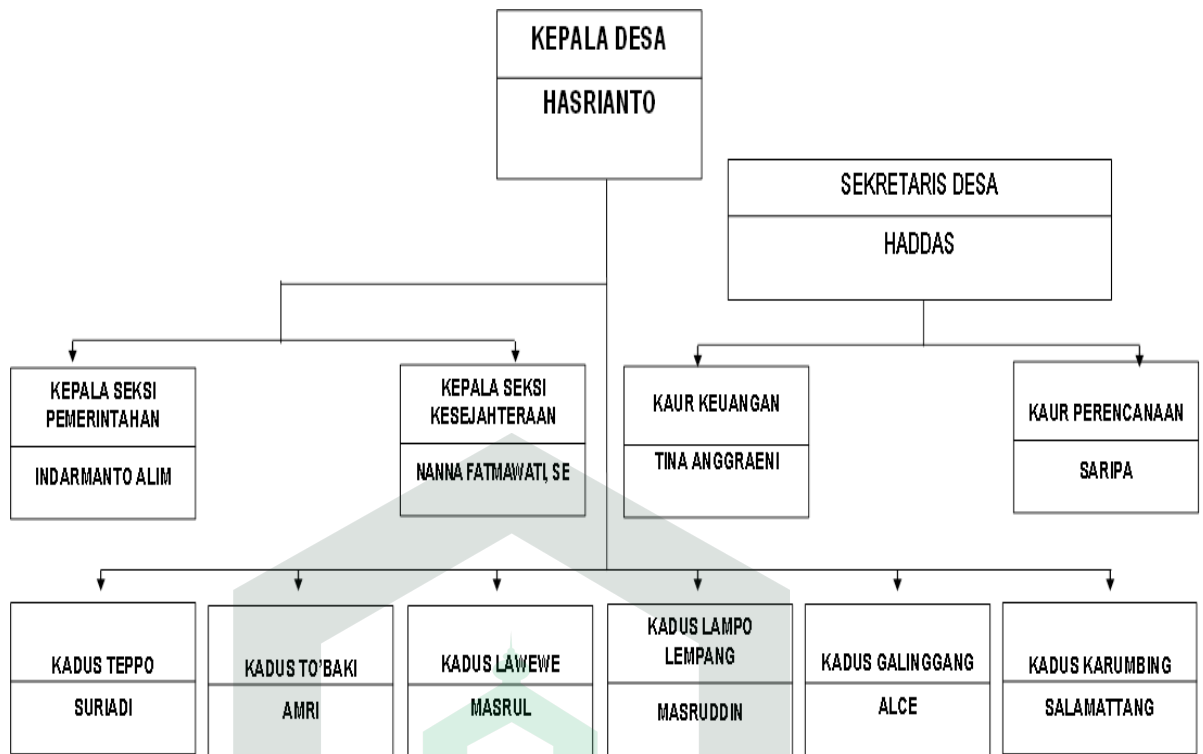 KEPALA DESA
HASRIANTO
SEKRETARIS DESA
HADDAS
KEPALA SEKSI
PEMERINTAHAN
INDARMANTO ALIM
KEPALA SEKSI
KESEJAHTERAAN
NANNA FATMAWATI, SE
KAUR KEUANGAN
TINA ANGGRAENI
KAUR PERENCANAAN
SARIPA
KADUS TEPPO
SURIADI
KADUS TO'BAKI
AMRI
KADUS LAWEWE
MASRUL
KADUS LAMPO
LEMPANG
MASRUDDIN
KADUS GALINGGANG
ALCE
KADUS KARUMBING
SALAMATTANG